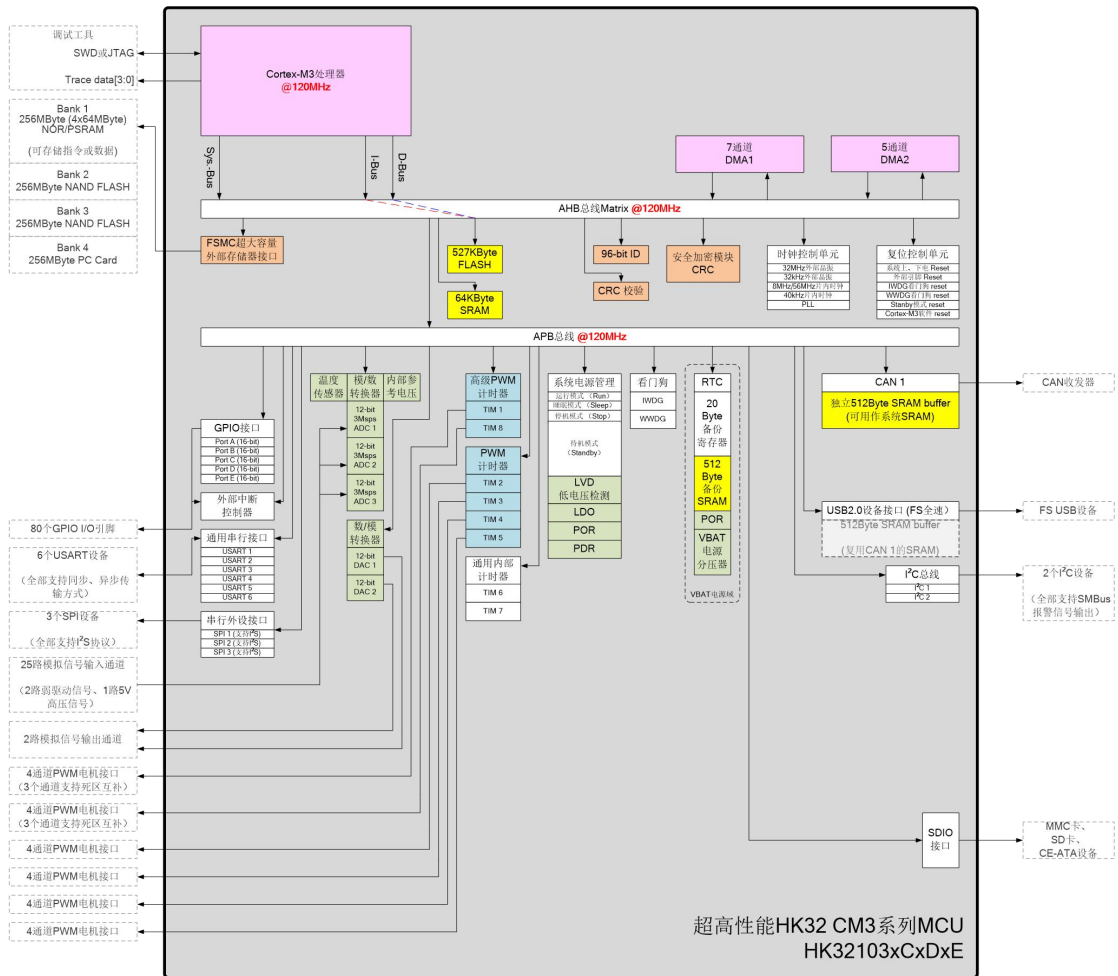 调试工具
SWD或JTAG
Trace data[3:0]
Bank 1
256MByte (4x64MByte)
NOR/PSRAM
(可存储指令或数据)
Bank 2
256MByte NAND FLASH
Bank 3
256MByte NAND FLASH
Bank 4
256MByte PC Card
Cortex-M3处理器
@120MHz
Sys.-Bus
I-Bus
D-Bus
7通道
DMA1
5通道
DMA2
AHB总线Matrix @120MHz
FSMC超大容量
外部存储器接口
527KByte
FLASH
64KByte
SRAM
96-bit ID
CRC 校验
安全加密模块
CRC
时钟控制单元
32MHz外部晶振
32kHz外部晶振
8MHz/56MHz片内时钟
40kHz片内时钟
PLL
复位控制单元
系统上、下电 Reset
外部引脚 Reset
IWDG看门狗 reset
WWDG看门狗 reset
Stanby模式 reset
Cortex-M3软件 reset
APB总线 @120MHz
GPIO接口
Port A (16-bit)
Port B (16-bit)
Port C (16-bit)
Port D (16-bit)
Port E (16-bit)
外部中断
控制器
通用串行接口
USART 1
USART 2
USART 3
USART 4
USART 5
USART 6
串行外设接口
SPI 1 (支持I²S)
SPI 2 (支持I²S)
SPI 3 (支持I²S)
温度
传感器
模/数
转换器
内部参
考电压
12-bit
3Msps
ADC 1
12-bit
3Msps
ADC 2
12-bit
3Msps
ADC 3
数/模
转换器
12-bit
DAC 1
12-bit
DAC 2
高级PWM
计时器
TIM 1
TIM 8
PWM
计时器
TIM 2
TIM 3
TIM 4
TIM 5
通用内部
计时器
TIM 6
TIM 7
系统电源管理
运行模式 (Run)
睡眠模式 (Sleep)
停机模式 (Stop)
待机模式
(Standby)
LVD
低电压检测
LDO
POR
PDR
看门狗
IWDG
WWDG
RTC
20
Byte
备份
寄存器
512
Byte
备份
SRAM
POR
VBAT
电源
分压器
VBAT电源域
CAN 1
独立512Byte SRAM buffer
(可用作系统SRAM)
USB2.0设备接口 (FS全速)
512Byte SRAM buffer
(复用CAN 1的SRAM)
I²C总线
I²C 1
I²C 2
SDIO
接口
CAN收发器
FS USB设备
2个I²C设备
(全部支持SMBus
报警信号输出)
MMC卡、
SD卡、
CE-ATA设备
80个GPIO I/O引脚
6个USART设备
(全部支持同步、异步传
输方式)
3个SPI设备
(全部支持I²S协议)
25路模拟信号输入通道
(2路弱驱动信号、1路5V
高压信号)
2路模拟信号输出通道
4通道PWM电机接口
(3个通道支持死区互补)
4通道PWM电机接口
(3个通道支持死区互补)
4通道PWM电机接口
4通道PWM电机接口
4通道PWM电机接口
4通道PWM电机接口
超高性能HK32 CM3系列MCU
HK32103xCxDxE